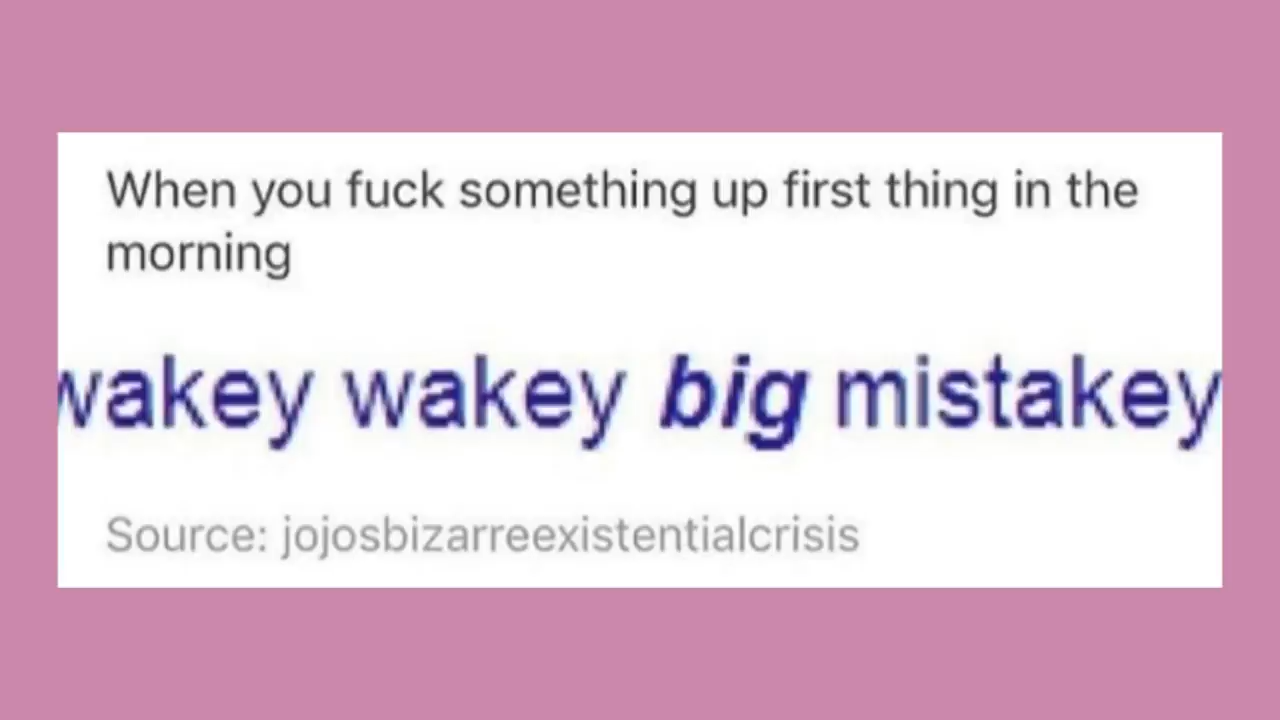 When you fuck something up first thing in the
morning
wakey wakey big mistakey
Source: jojosbizarreexistentialcrisis